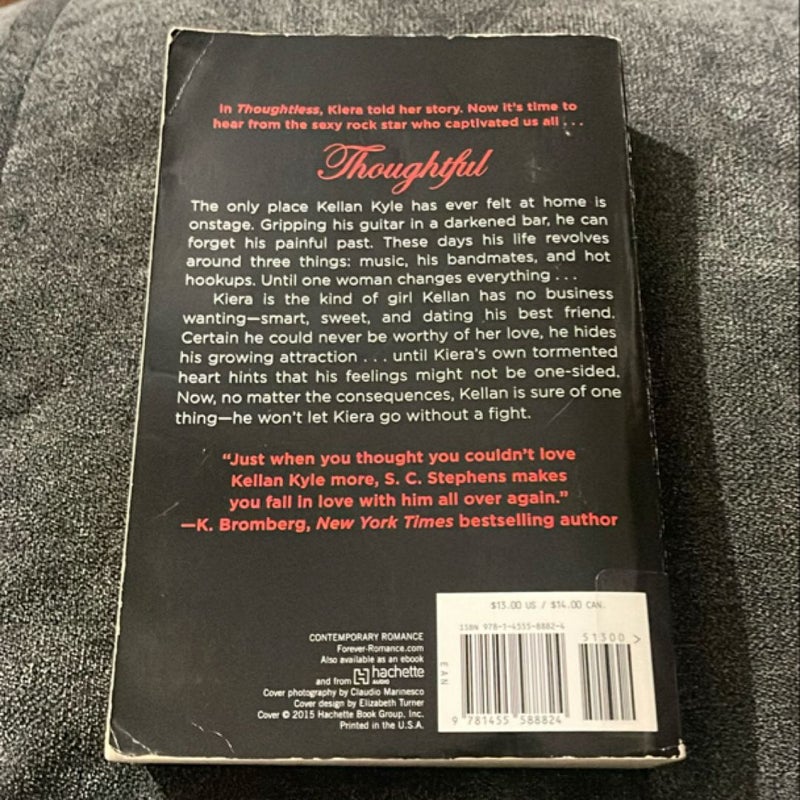 In Thoughtless, Kiera told her story. Now it's time to
hear from the sexy rock star who captivated us all . . .
Thoughtful
The only place Kellan Kyle has ever felt at home is
onstage. Gripping his guitar in a darkened bar, he can
forget his painful past. These days his life revolves
around three things: music, his bandmates, and hot
hookups. Until one woman changes everything . . .
Kiera is the kind of girl Kellan has no business
wanting—smart, sweet, and dating his best friend.
Certain he could never be worthy of her love, he hides
his growing attraction . . . until Kiera's own tormented
heart hints that his feelings might not be one-sided.
Now, no matter the consequences, Kellan is sure of one
thing—he won't let Kiera go without a fight.
“Just when you thought you couldn't love
Kellan Kyle more, S. C. Stephens makes
you fall in love with him all over again.”
—K. Bromberg, New York Times bestselling author
CONTEMPORARY ROMANCE
Forever-Romance.com
Also available as an ebook
and from hachette
AUDIO
Cover photography by Claudio Marinesco
Cover design by Elizabeth Turner
Cover © 2015 Hachette Book Group, Inc.
Printed in the U.S.A.
$13.00 US / $14.00 CAN.
ISBN 978-1-4555-8882-4
51300 >
EAN
9 781455 588824